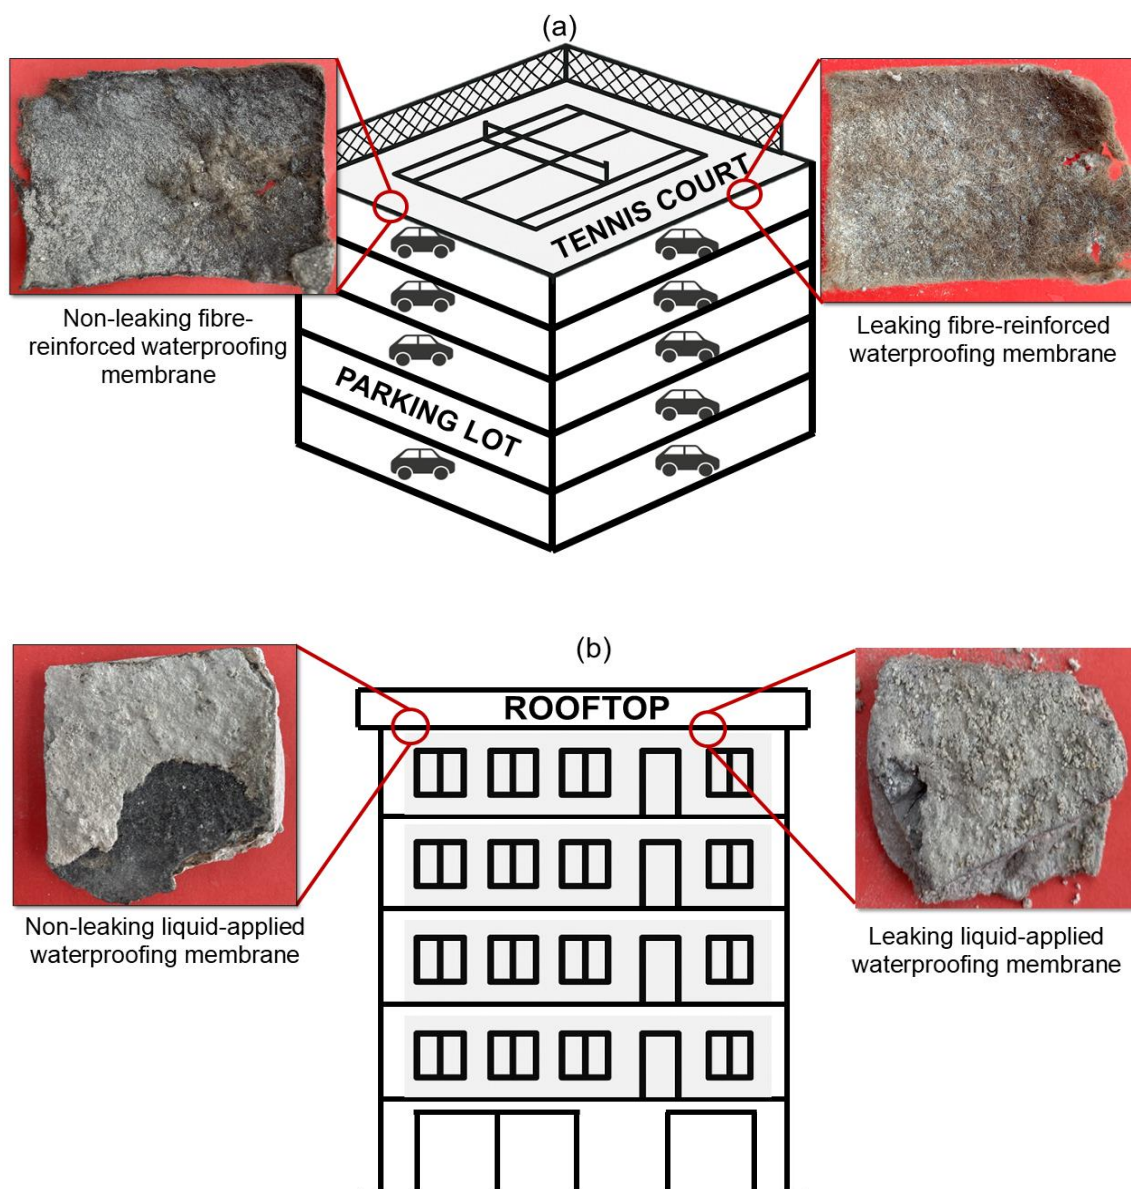 (a)
TENNIS COURT
Non-leaking fibre-
reinforced waterproofing
membrane
Leaking fibre-reinforced
waterproofing membrane
PARKING LOT
(b)
ROOFTOP
Non-leaking liquid-applied
waterproofing membrane
Leaking liquid-applied
waterproofing membrane